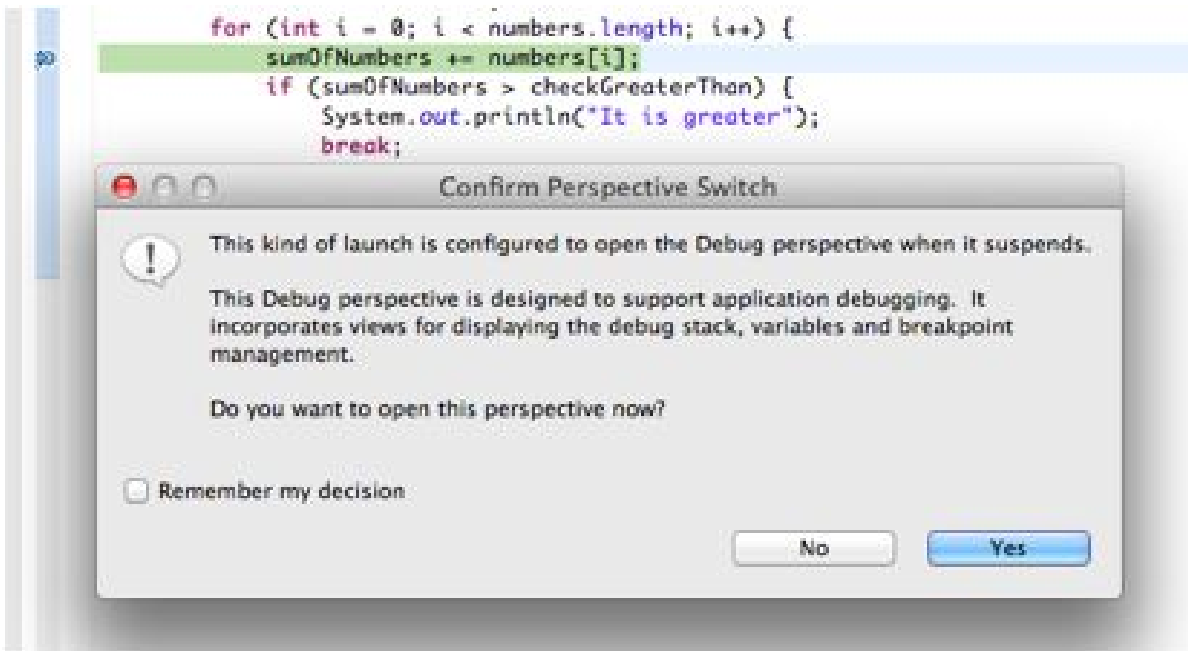 for (int i = 0; i < numbers.length; i++) {
sumOfNumbers += numbers[i];
if (sumOfNumbers > checkGreaterThan) {
System.out.println("It is greater");
break;
Confirm Perspective Switch
This kind of launch is configured to open the Debug perspective when it suspends.
This Debug perspective is designed to support application debugging. It
incorporates views for displaying the debug stack, variables and breakpoint
management.
Do you want to open this perspective now?
Remember my decision
No
Yes